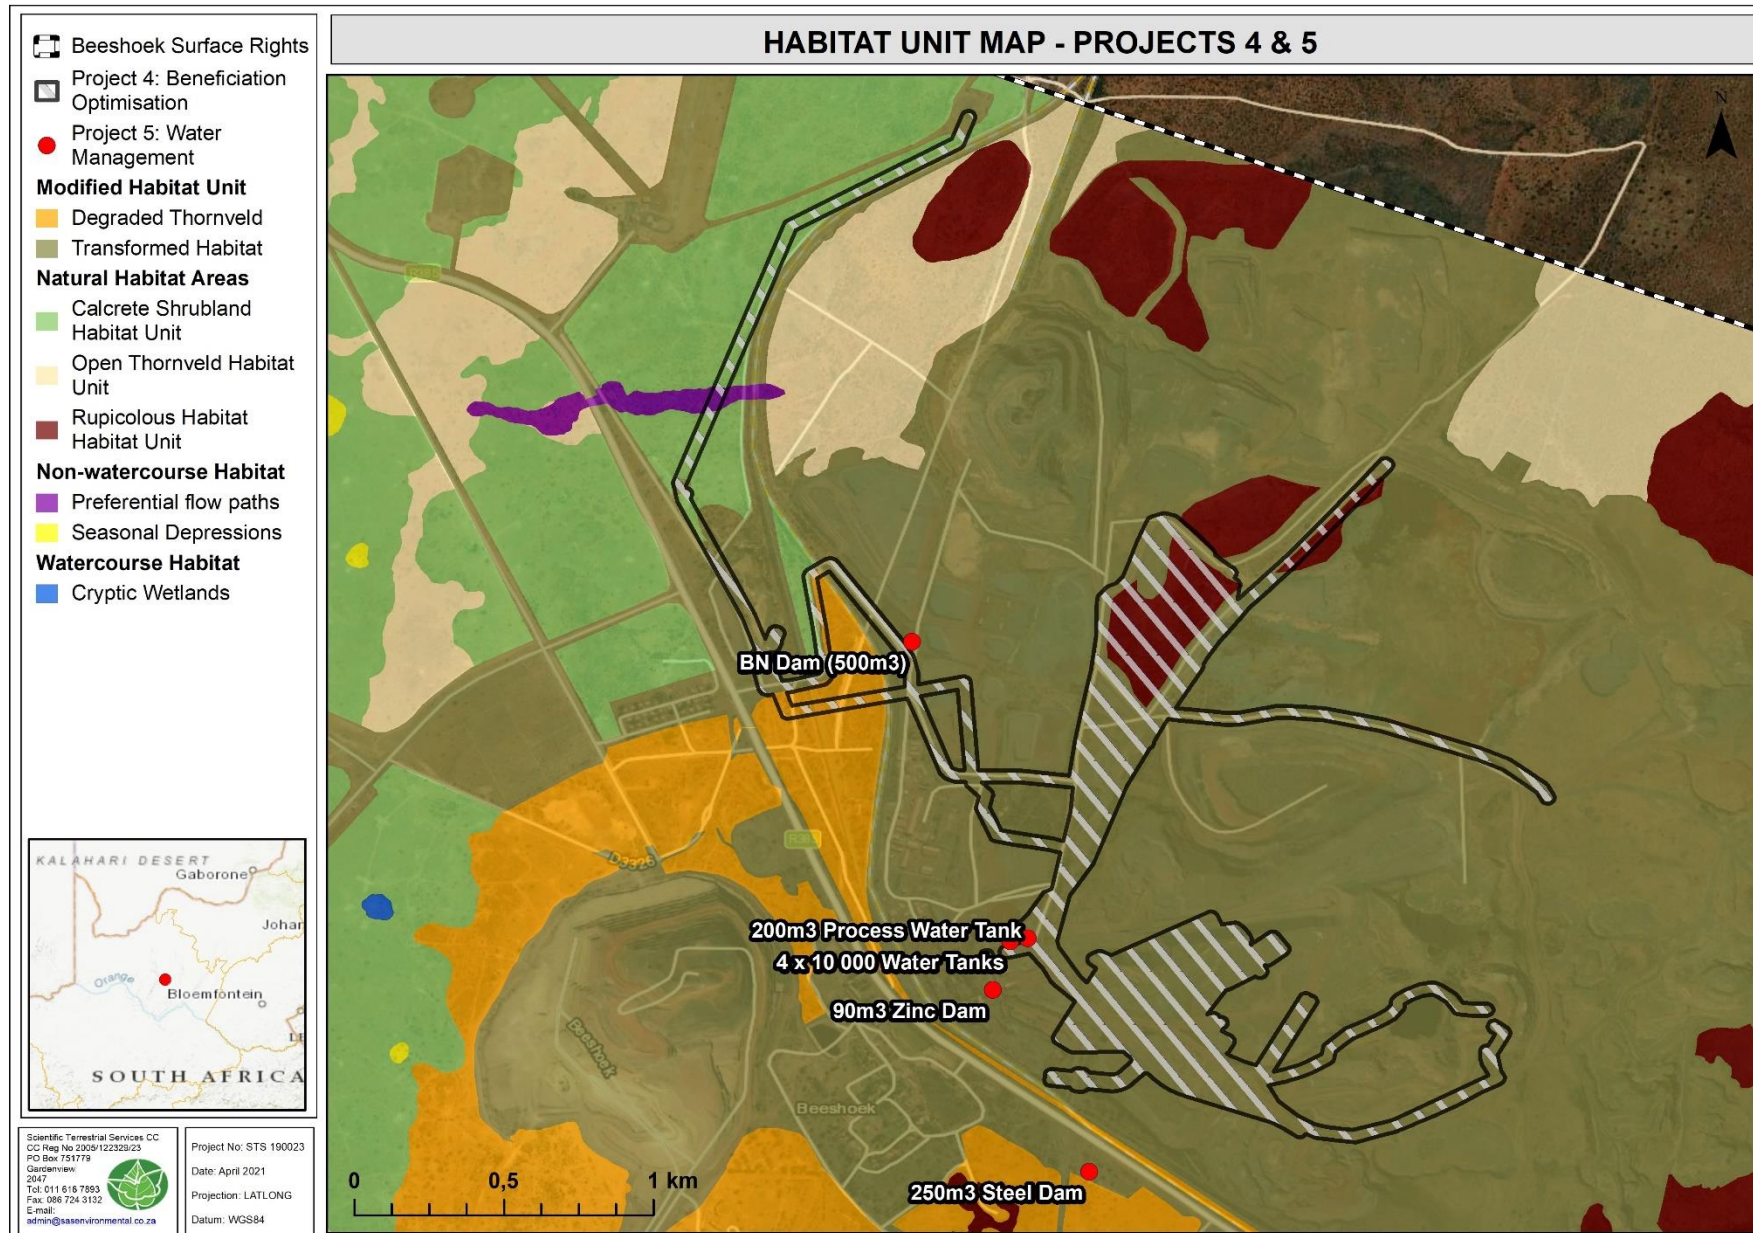 HABITAT UNIT MAP - PROJECTS 4 & 5
Beeshoek Surface Rights
Project 4: Beneficiation
Optimisation
Project 5: Water
Management
Modified Habitat Unit
Degraded Thornveld
Transformed Habitat
Natural Habitat Areas
Calcrete Shrubland
Habitat Unit
Open Thornveld Habitat
Unit
Rupicolous Habitat
Habitat Unit
Non-watercourse Habitat
Preferential flow paths
Seasonal Depressions
Watercourse Habitat
Cryptic Wetlands
KALAHARI DESERT
Gaborone
Johar
Orange
Bloemfontein
LE
SOUTH AFRICA
Scientific Terrestrial Services CC
CC Reg No 2005/122329/23
PO Box 751779
Gardenview
2047
Tel: 011 616 7893
Fax: 086 724 3132
E-mail:
admin@sasenvironmental.co.za
Project No: STS 190023
Date: April 2021
Projection: LATLONG
Datum: WGS84
N
R385
BN Dam (500m3)
R385
D3326
200m3 Process Water Tank
4 x 10 000 Water Tanks
90m3 Zinc Dam
Beeshoek
Beeshoek
250m3 Steel Dam
0 0,5 1 km